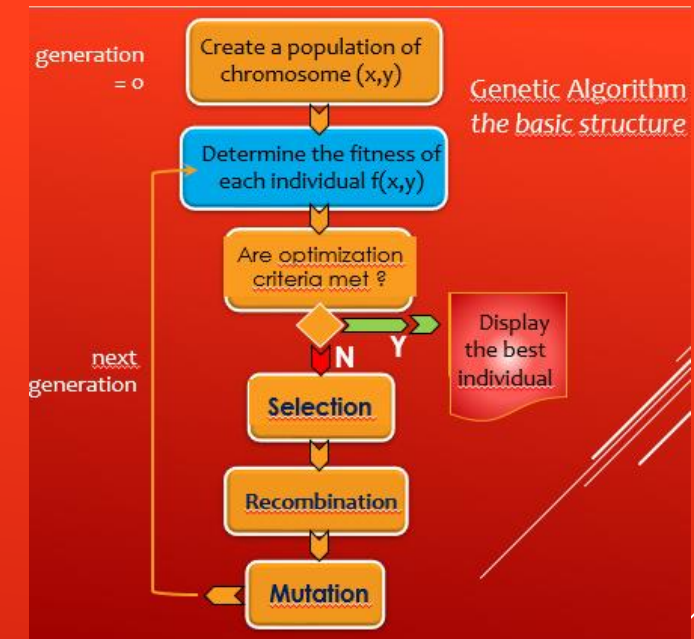 generation
= 0
Create a population of
chromosome (x,y)
Genetic Algorithm
the basic structure
Determine the fitness of
each individual f(x,y)
Are optimization
criteria met ?
N
Y
Display
the best
individual
next
generation
Selection
Recombination
Mutation